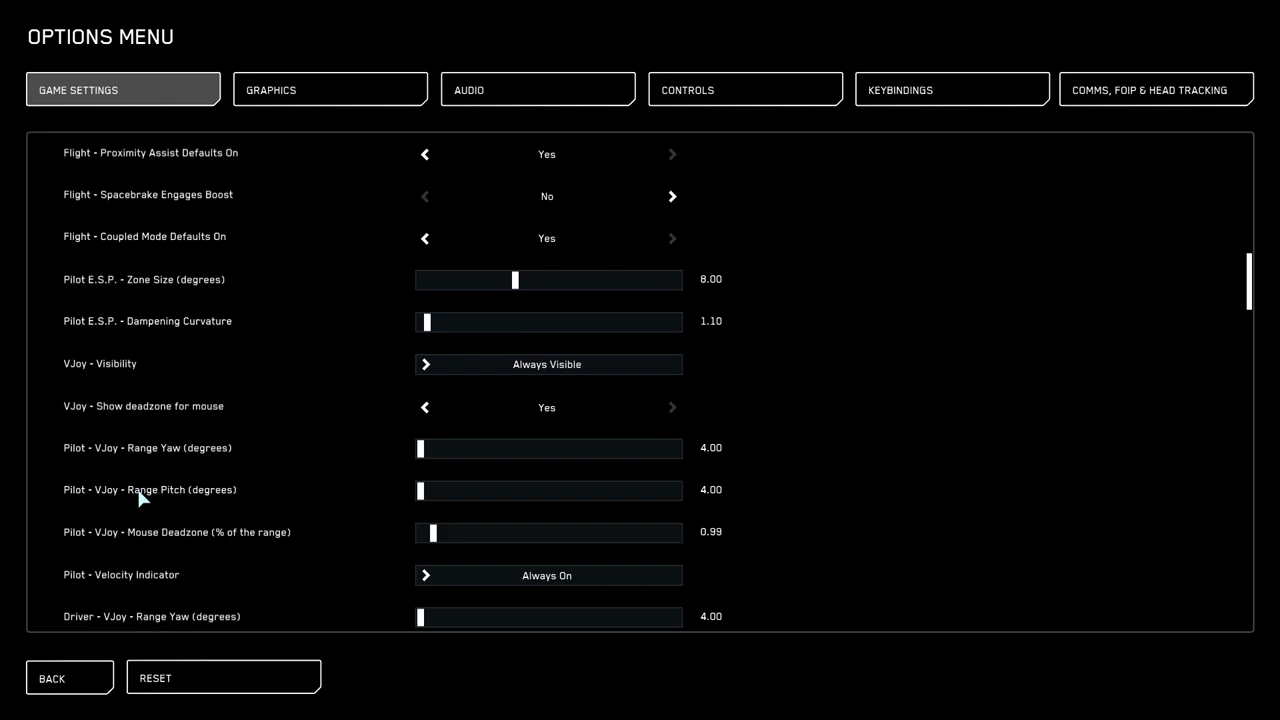 OPTIONS MENU
GAME SETTINGS
GRAPHICS
AUDIO
CONTROLS
KEYBINDINGS
COMMS, FOIP & HEAD TRACKING
Flight - Proximity Assist Defaults On Yes
Flight - Spacebrake Engages Boost No
Flight - Coupled Mode Defaults On Yes
Pilot E.S.P. - Zone Size (degrees) 8.00
Pilot E.S.P. - Dampening Curvature 1.10
VJoy - Visibility Always Visible
VJoy - Show deadzone for mouse Yes
Pilot - VJoy - Range Yaw (degrees) 4.00
Pilot - VJoy - Range Pitch (degrees) 4.00
Pilot - VJoy - Mouse Deadzone (% of the range) 0.99
Pilot - Velocity Indicator Always On
Driver - VJoy - Range Yaw (degrees) 4.00
BACK
RESET